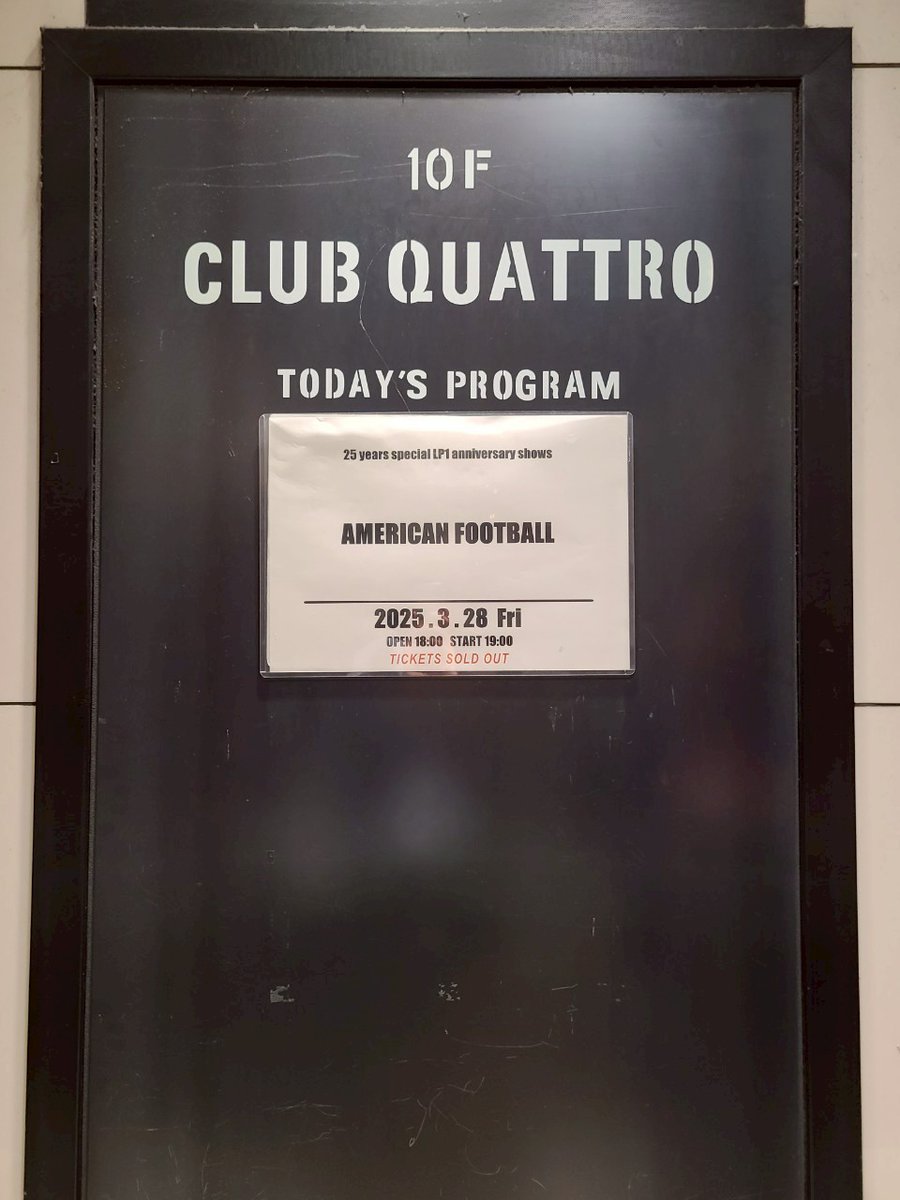 10F
CLUB QUATTRO
TODAY'S PROGRAM
25 years special LP1 anniversary shows
AMERICAN FOOTBALL
2025.3.28 Fri
OPEN 18:00 START 19:00
TICKETS SOLD OUT